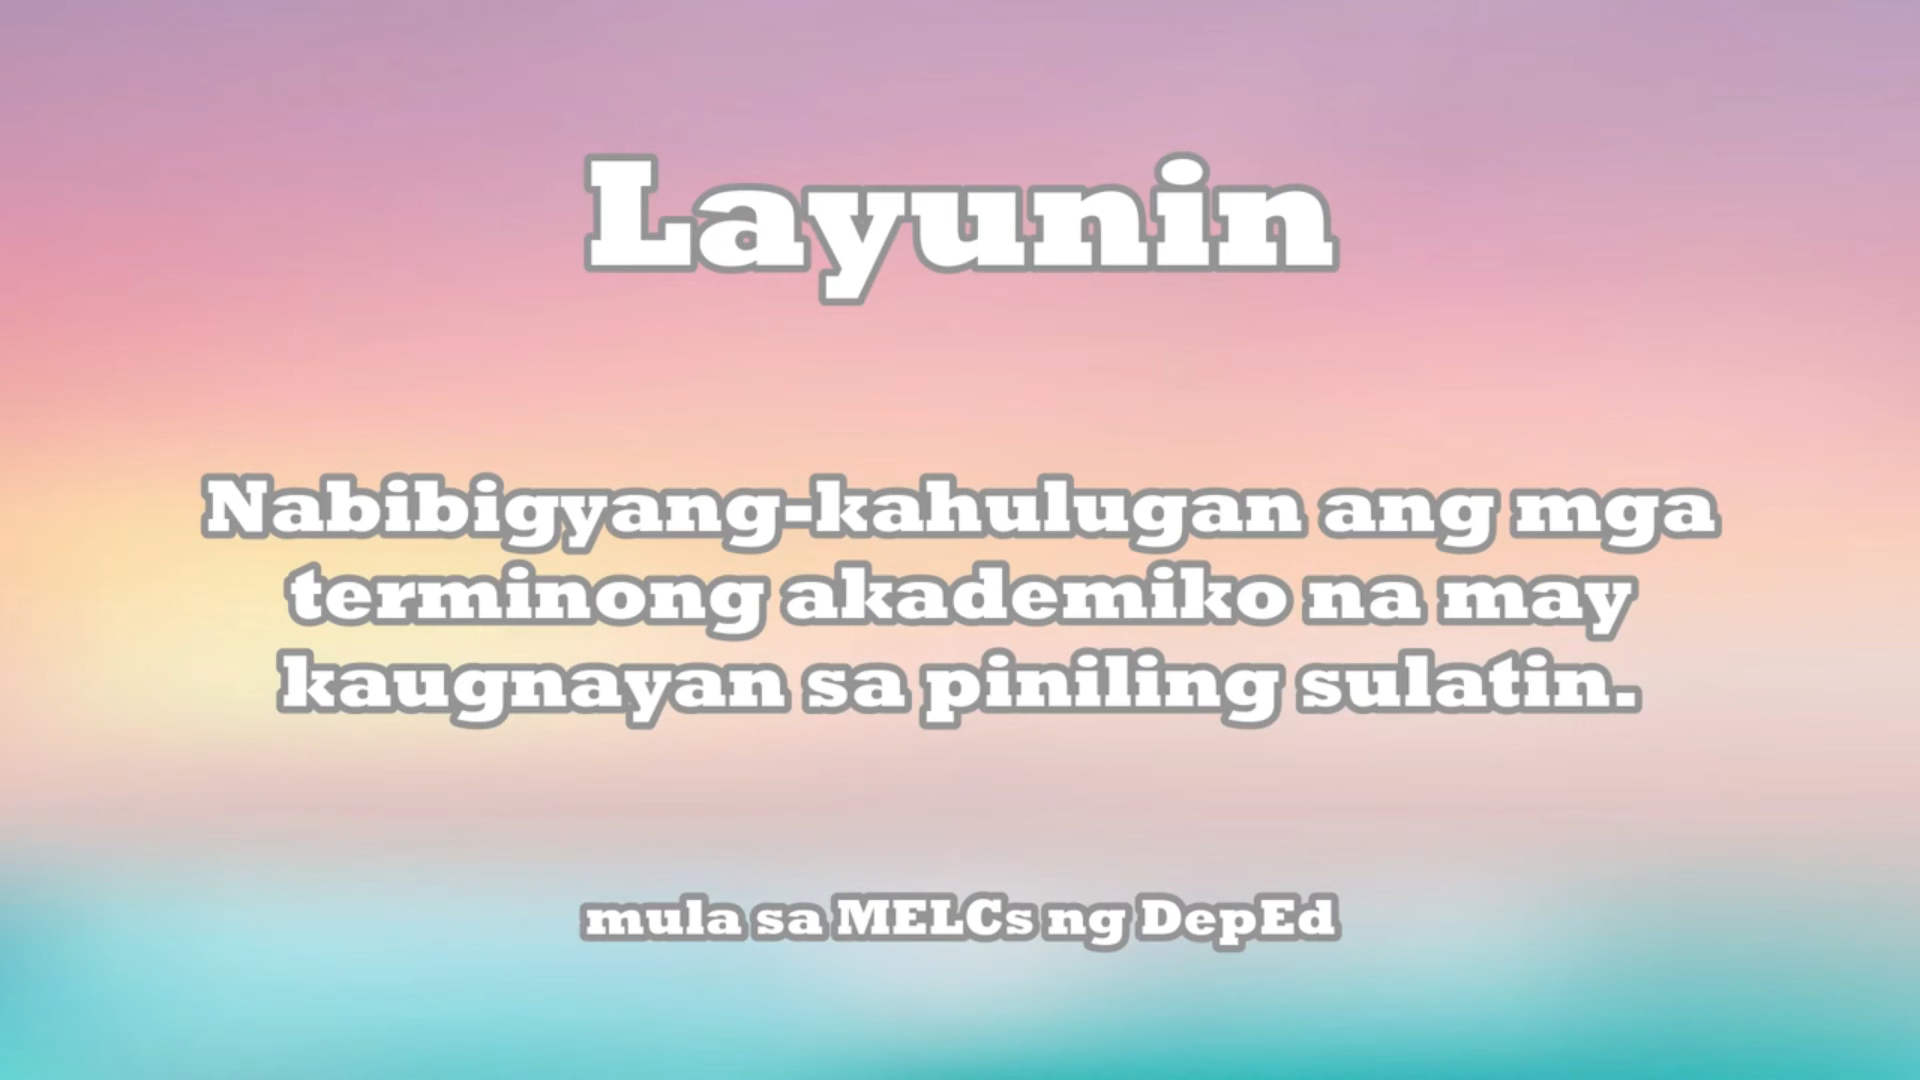 Layunin
Nabibigyang-kahulugan ang mga
terminong akademiko na may
kaugnayan sa piniling sulatin.
mula sa MELCs ng DepEd